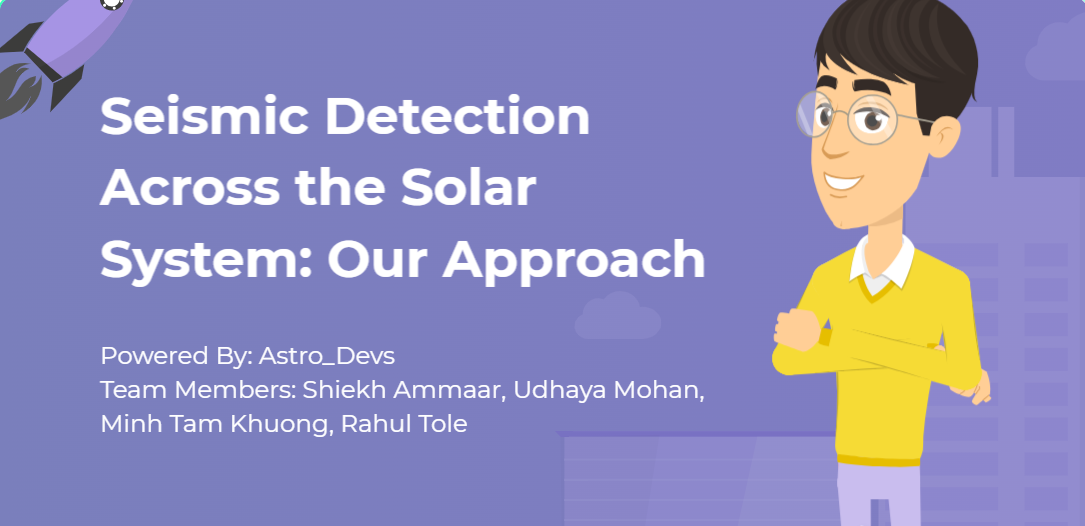 Seismic Detection
Across the Solar
System: Our Approach
Powered By: Astro_Devs
Team Members: Shiekh Ammaar, Udhaya Mohan,
Minh Tam Khuong, Rahul Tole